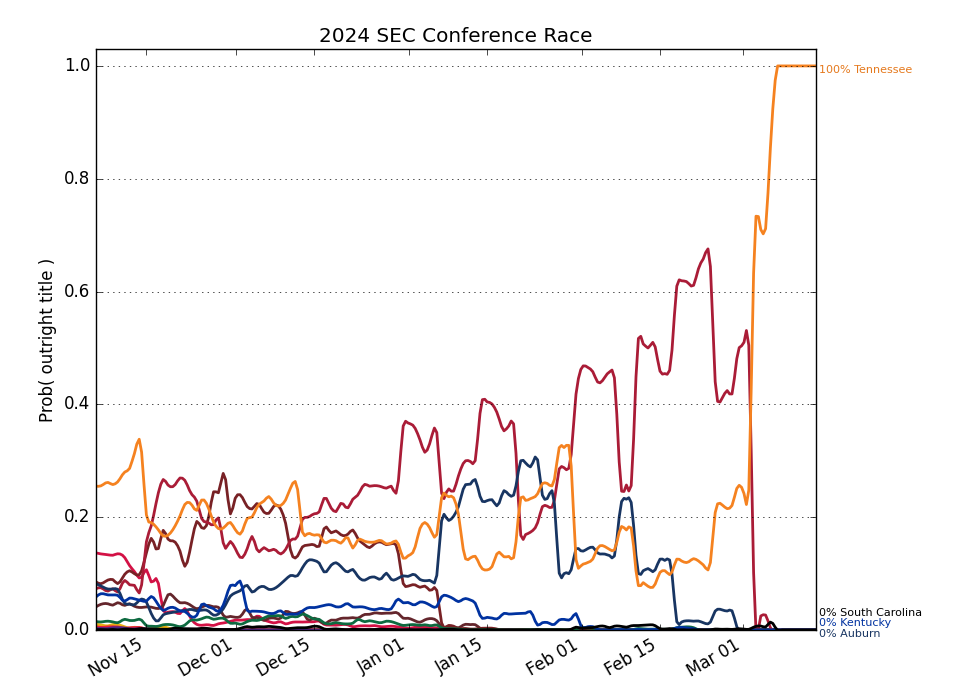 2024 SEC Conference Race
Prob( outright title )
1.0
0.8
0.6
0.4
0.2
0.0
100% Tennessee
0% South Carolina
0% Kentucky
0% Auburn
Nov 15
Dec 01
Dec 15
Jan 01
Jan 15
Feb 01
Feb 15
Mar 01